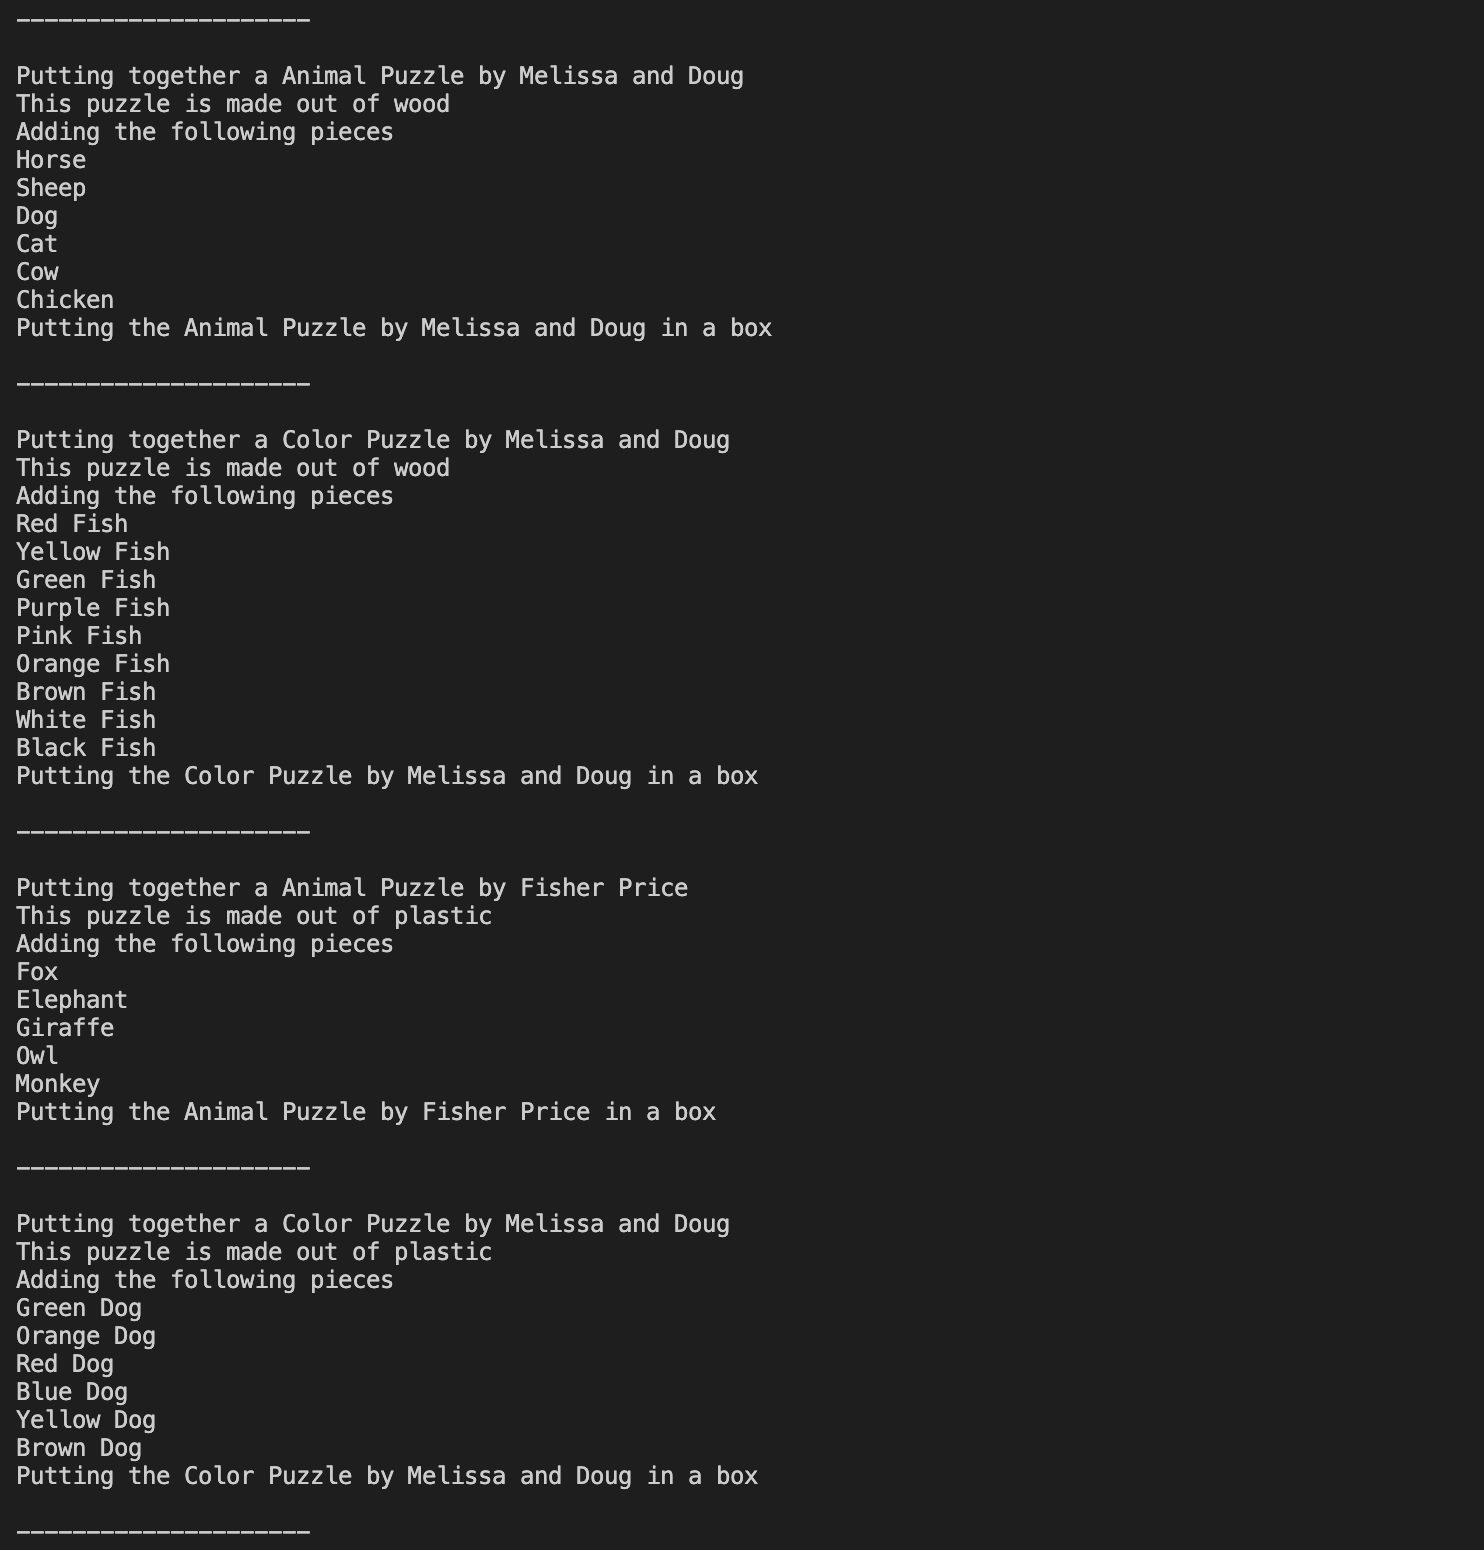 ---------------------
Putting together a Animal Puzzle by Melissa and Doug
This puzzle is made out of wood
Adding the following pieces
Horse
Sheep
Dog
Cat
Cow
Chicken
Putting the Animal Puzzle by Melissa and Doug in a box
---------------------
Putting together a Color Puzzle by Melissa and Doug
This puzzle is made out of wood
Adding the following pieces
Red Fish
Yellow Fish
Green Fish
Purple Fish
Pink Fish
Orange Fish
Brown Fish
White Fish
Black Fish
Putting the Color Puzzle by Melissa and Doug in a box
---------------------
Putting together a Animal Puzzle by Fisher Price
This puzzle is made out of plastic
Adding the following pieces
Fox
Elephant
Giraffe
Owl
Monkey
Putting the Animal Puzzle by Fisher Price in a box
---------------------
Putting together a Color Puzzle by Melissa and Doug
This puzzle is made out of plastic
Adding the following pieces
Green Dog
Orange Dog
Red Dog
Blue Dog
Yellow Dog
Brown Dog
Putting the Color Puzzle by Melissa and Doug in a box
---------------------